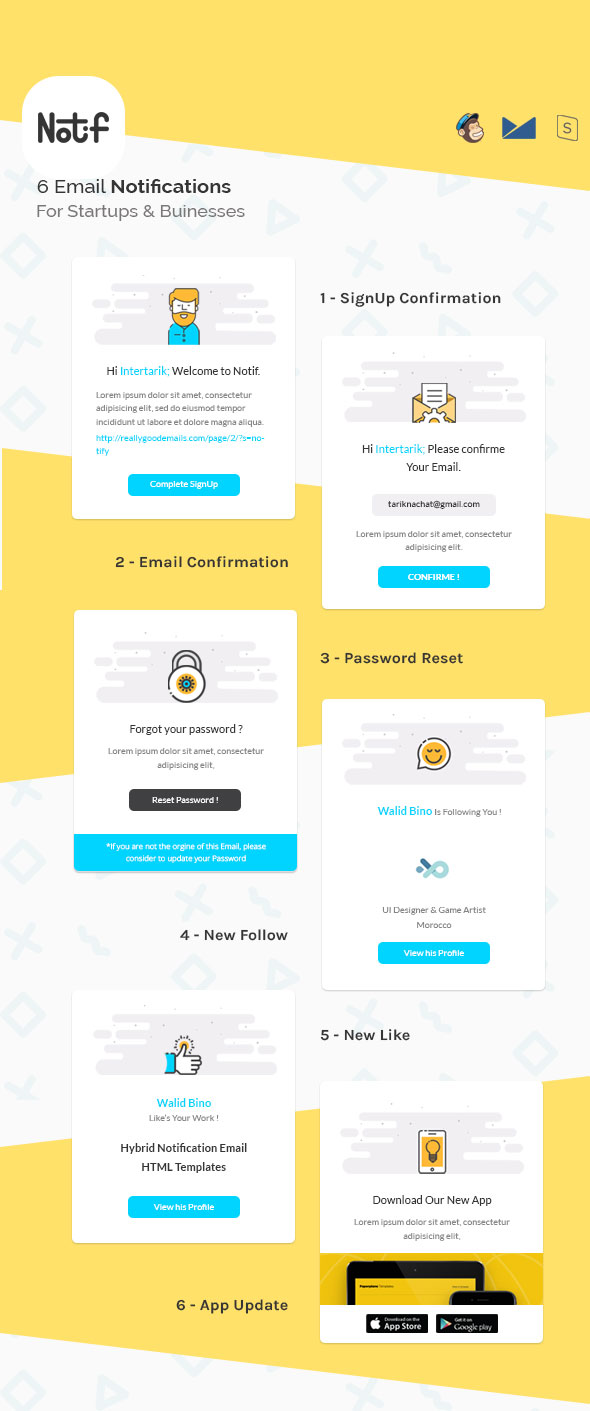 Notif
S
6 Email Notifications
For Startups & Buinesses
Hi Intertarik; Welcome to Notif.
Lorem ipsum dolor sit amet, consectetur
adipisicing elit, sed do eiusmod tempor
incididunt ut labore et dolore magna aliqua.
http://reallygoodemails.com/page/2/?s=no-
tify
Complete SignUp
1 - SignUp Confirmation
Hi Intertarik; Please confirme
Your Email.
tariknachat@gmail.com
Lorem ipsum dolor sit amet, consectetur
adipisicing elit.
CONFIRME !
2 - Email Confirmation
Forgot your password ?
Lorem ipsum dolor sit amet, consectetur
adipisicing elit,
Reset Password !
*If you are not the orgine of this Email, please
consider to update your Password
3 - Password Reset
Walid Bino Is Following You !
UI Designer & Game Artist
Morocco
View his Profile
4 - New Follow
Walid Bino
Like's Your Work !
Hybrid Notification Email
HTML Templates
View his Profile
5 - New Like
Download Our New App
Lorem ipsum dolor sit amet, consectetur
adipisicing elit,
Download on the
App Store
Get it on
Google play
6 - App Update